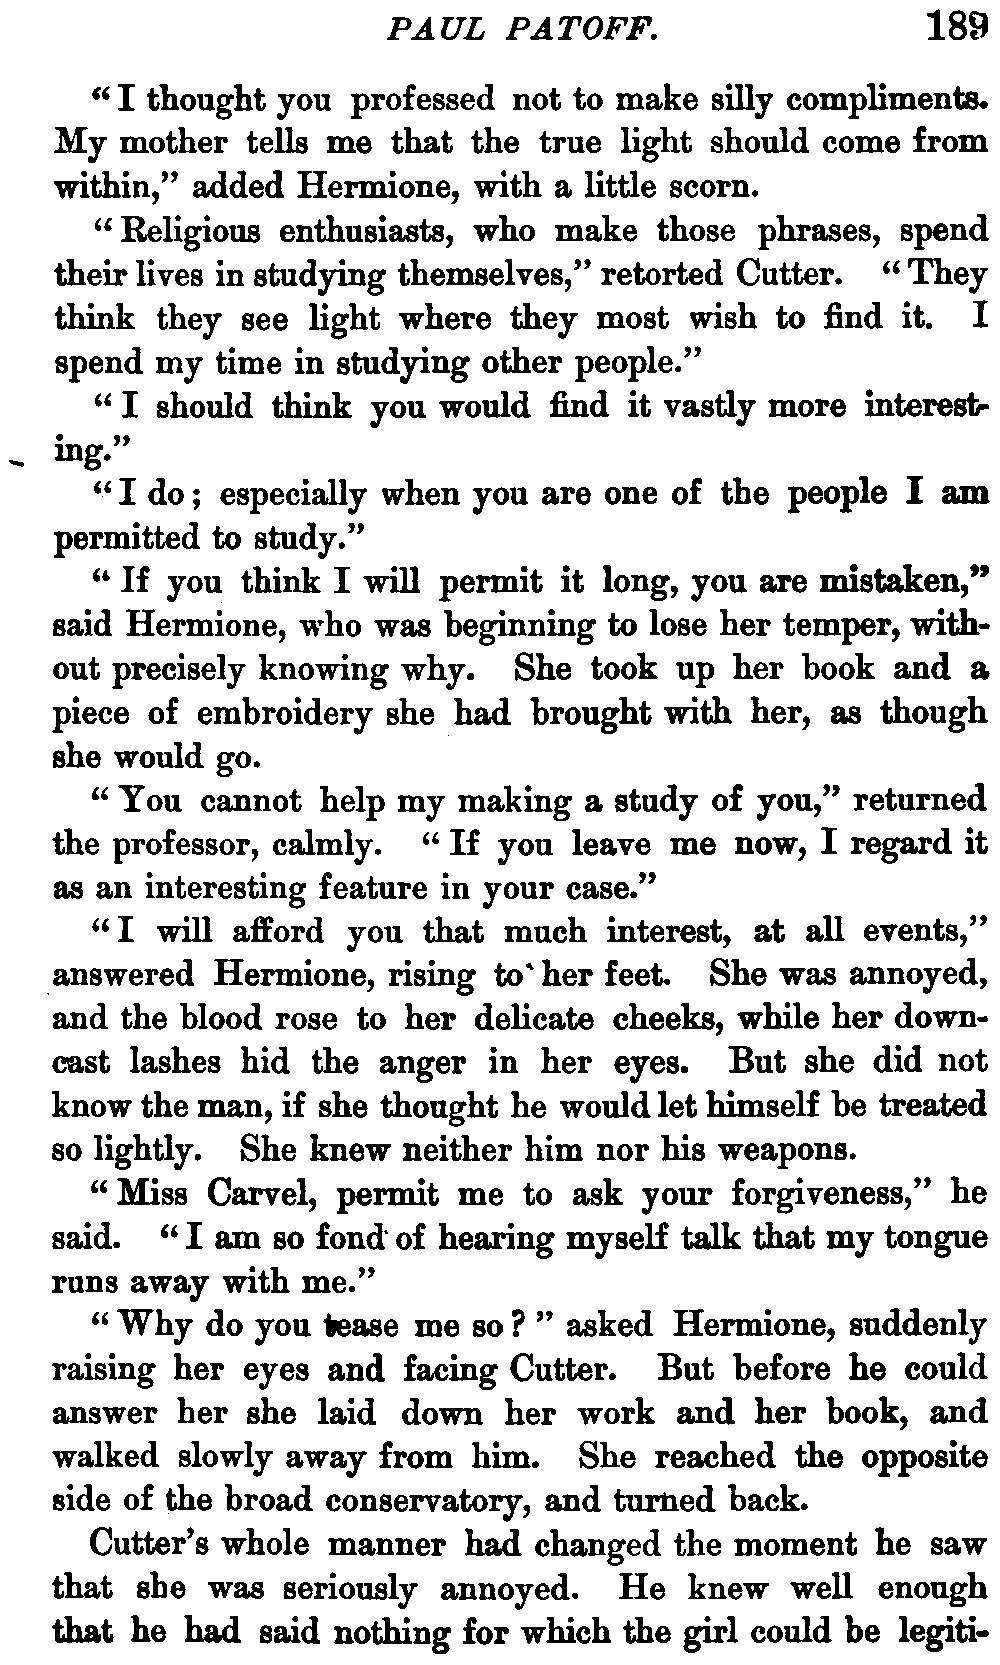 PAUL PATOFF. 189
“I thought you professed not to make silly compliments.
My mother tells me that the true light should come from
within,” added Hermione, with a little scorn.
“Religious enthusiasts, who make those phrases, spend
their lives in studying themselves,” retorted Cutter. “They
think they see light where they most wish to find it. I
spend my time in studying other people.”
“I should think you would find it vastly more interest-
ing.”
“I do; especially when you are one of the people I am
permitted to study.”
“If you think I will permit it long, you are mistaken,”
said Hermione, who was beginning to lose her temper, with-
out precisely knowing why. She took up her book and a
piece of embroidery she had brought with her, as though
she would go.
“You cannot help my making a study of you,” returned
the professor, calmly. “If you leave me now, I regard it
as an interesting feature in your case.”
“I will afford you that much interest, at all events,”
answered Hermione, rising to her feet. She was annoyed,
and the blood rose to her delicate cheeks, while her down-
cast lashes hid the anger in her eyes. But she did not
know the man, if she thought he would let himself be treated
so lightly. She knew neither him nor his weapons.
“Miss Carvel, permit me to ask your forgiveness,” he
said. “I am so fond of hearing myself talk that my tongue
runs away with me.”
“Why do you tease me so?” asked Hermione, suddenly
raising her eyes and facing Cutter. But before he could
answer her she laid down her work and her book, and
walked slowly away from him. She reached the opposite
side of the broad conservatory, and turned back.
Cutter’s whole manner had changed the moment he saw
that she was seriously annoyed. He knew well enough
that he had said nothing for which the girl could be legiti-